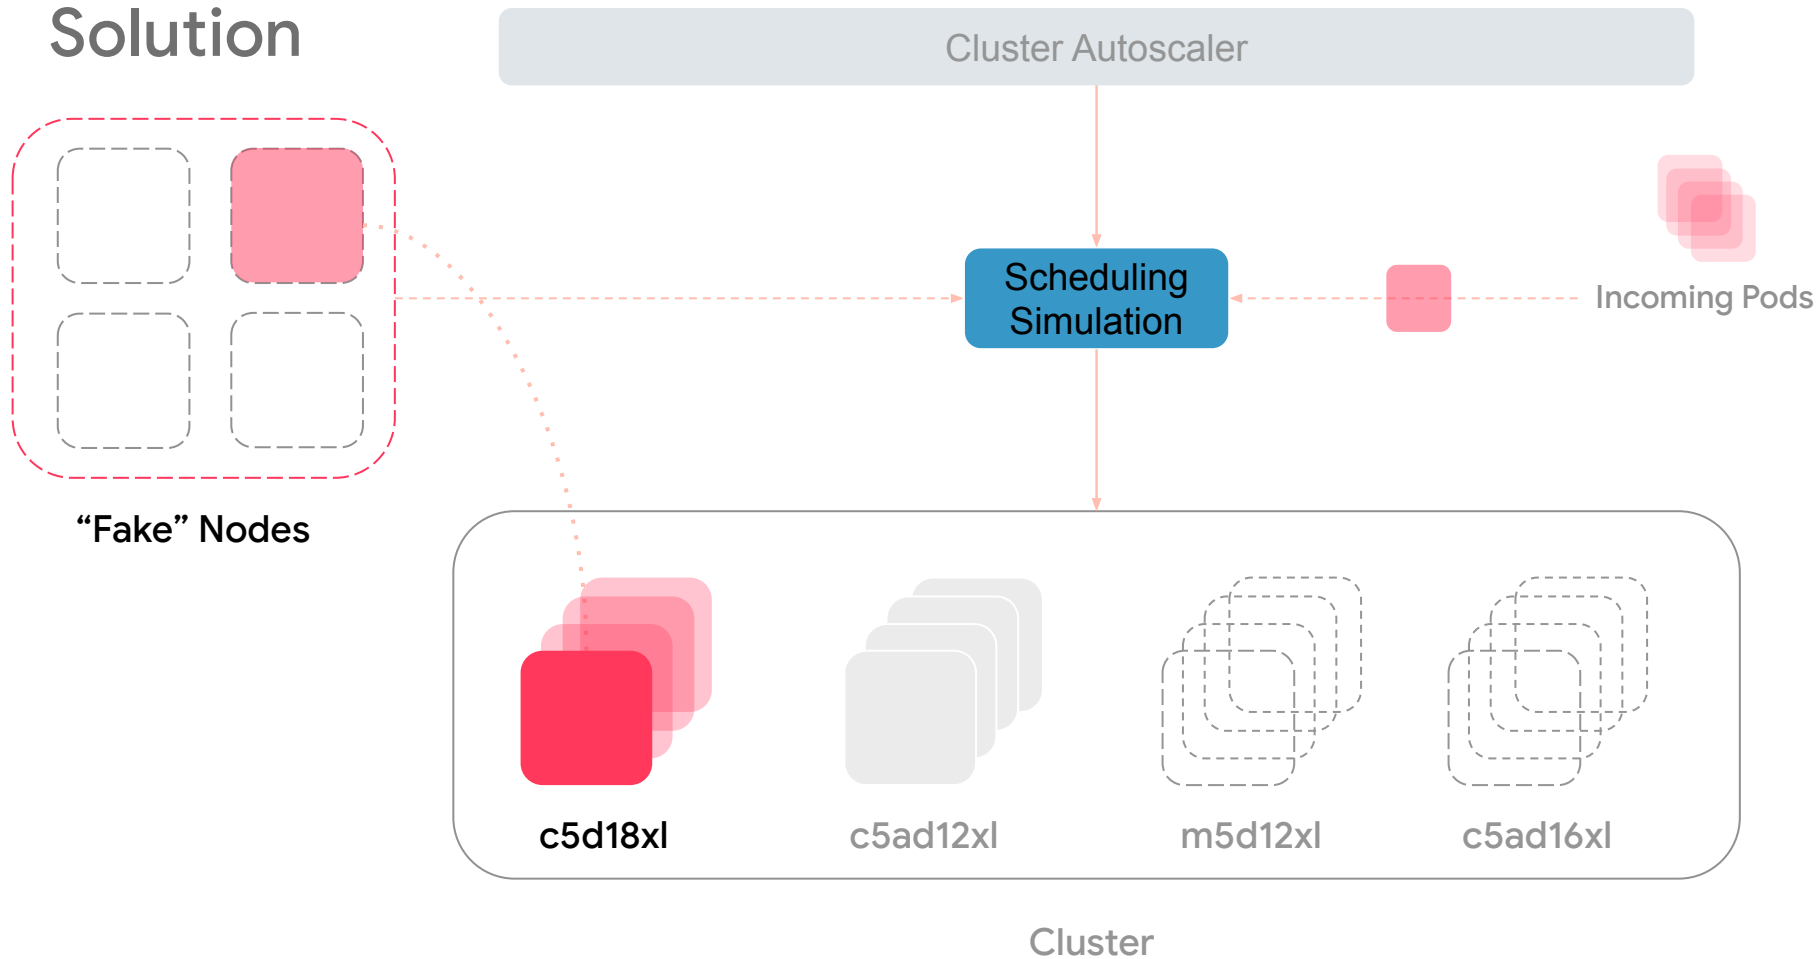 Solution
Cluster Autoscaler
Scheduling
Simulation
Incoming Pods
“Fake” Nodes
c5d18xl
c5ad12xl
m5d12xl
c5ad16xl
Cluster